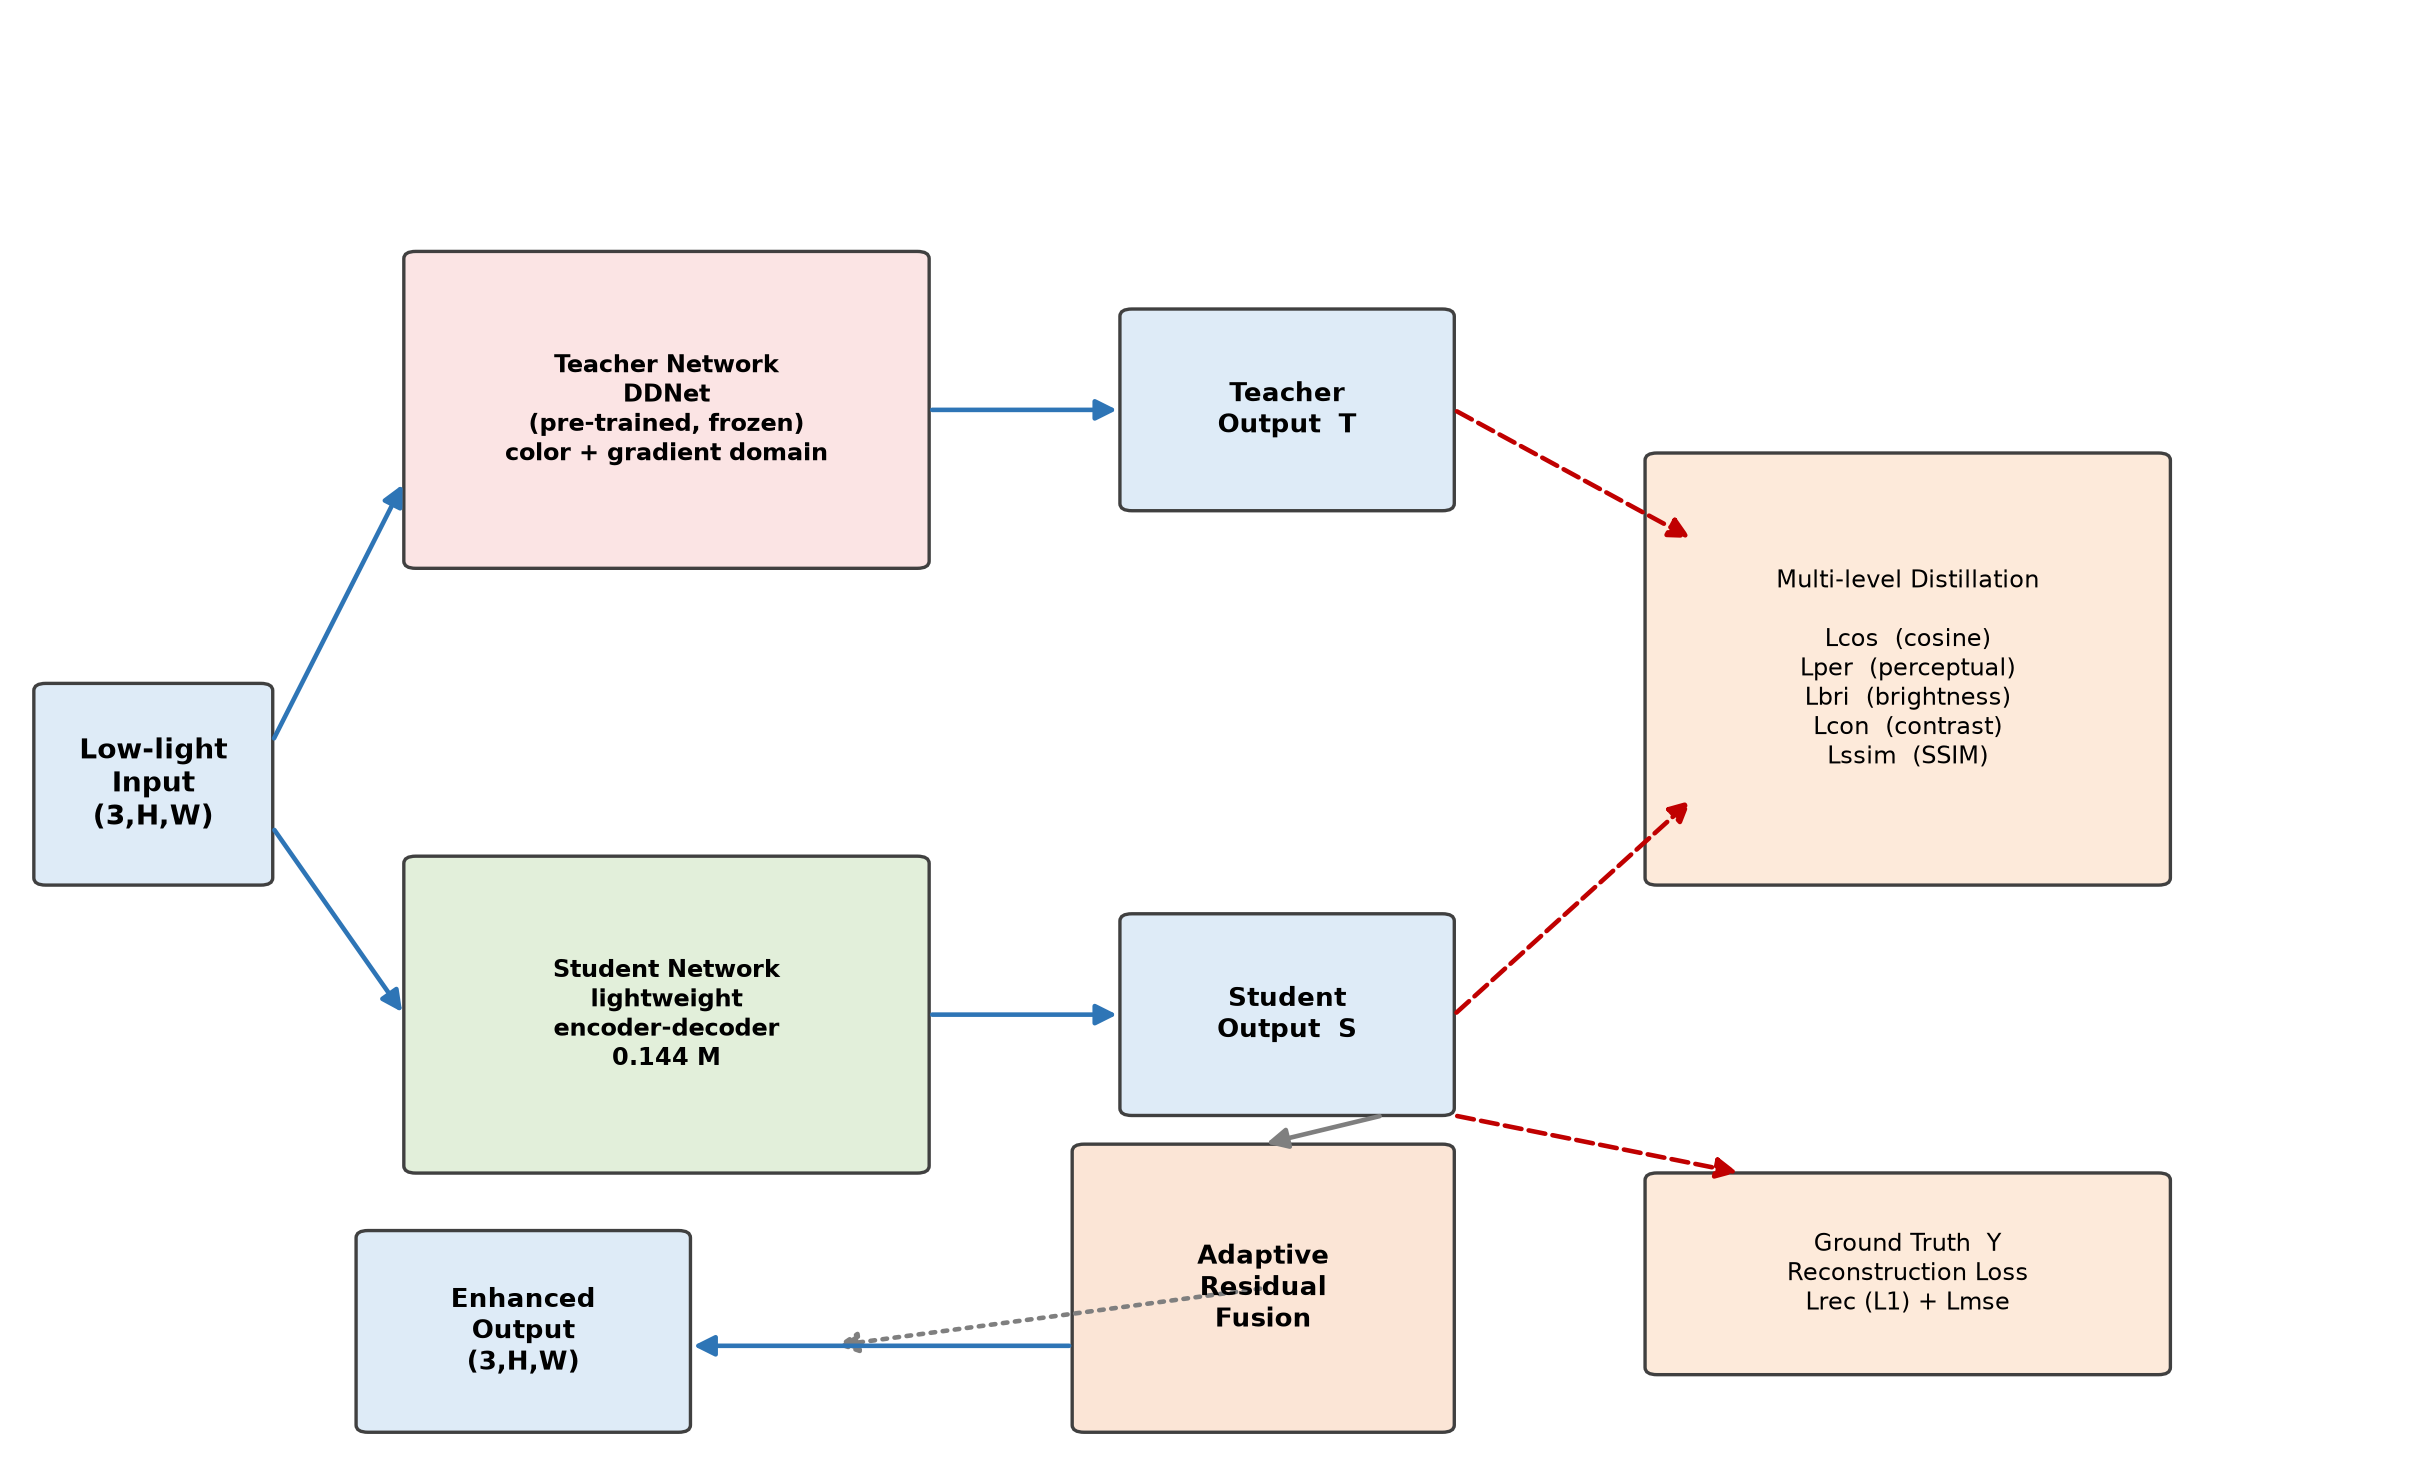 Teacher Network
DDNet
(pre-trained, frozen)
color + gradient domain
Teacher
Output T
Multi-level Distillation
Lcos (cosine)
Lper (perceptual)
Lbri (brightness)
Lcon (contrast)
Lssim (SSIM)
Low-light
Input
(3,H,W)
Student Network
lightweight
encoder-decoder
0.144 M
Student
Output S
Adaptive
Residual
Fusion
Ground Truth Y
Reconstruction Loss
Lrec (L1) + Lmse
Enhanced
Output
(3,H,W)